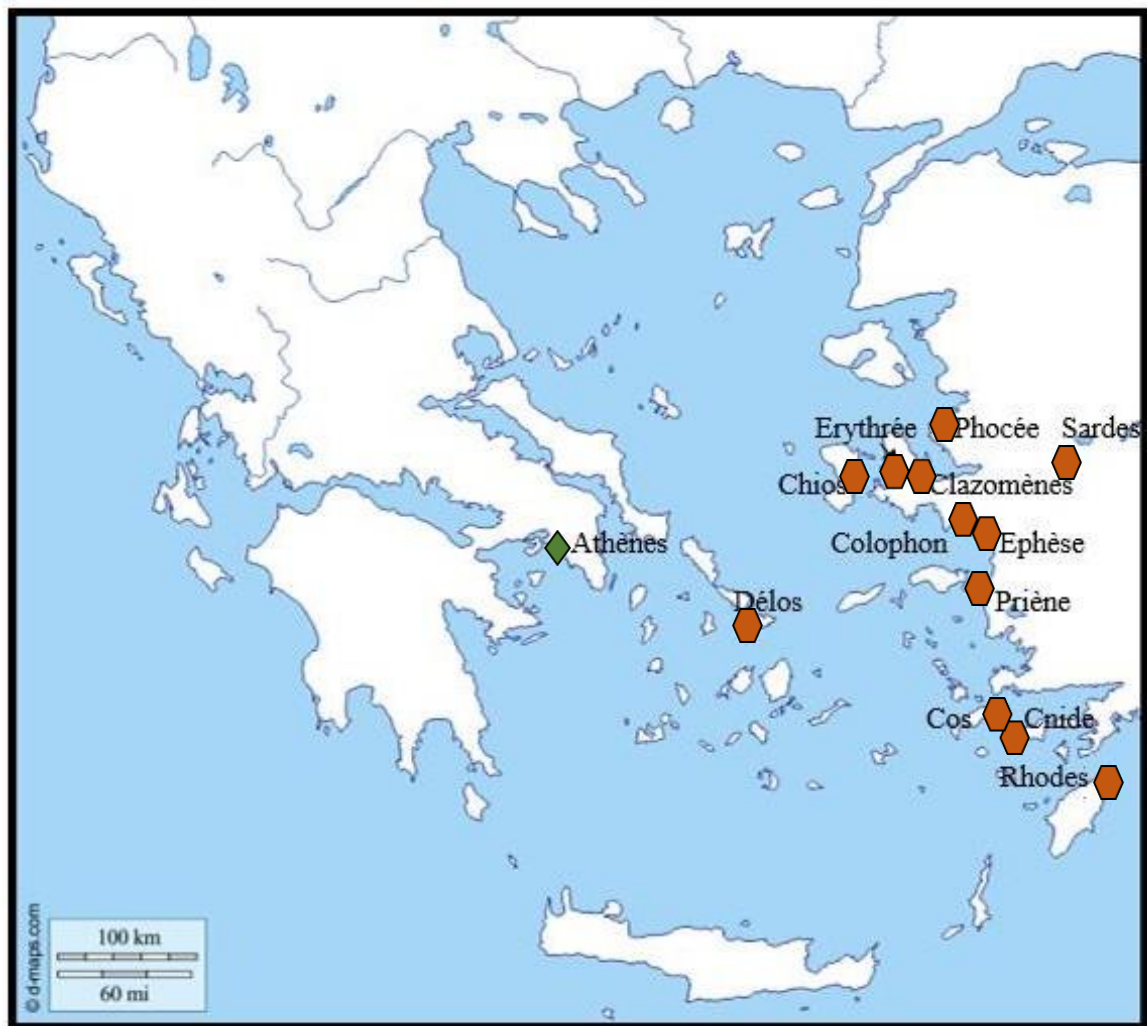 Erythrée
Phocée
Sardes
Chios
Clazomènes
Colophon
Ephèse
Athènes
Délos
Priène
Cos
Cnide
Rhodes
100 km
60 mi
© d-maps.com